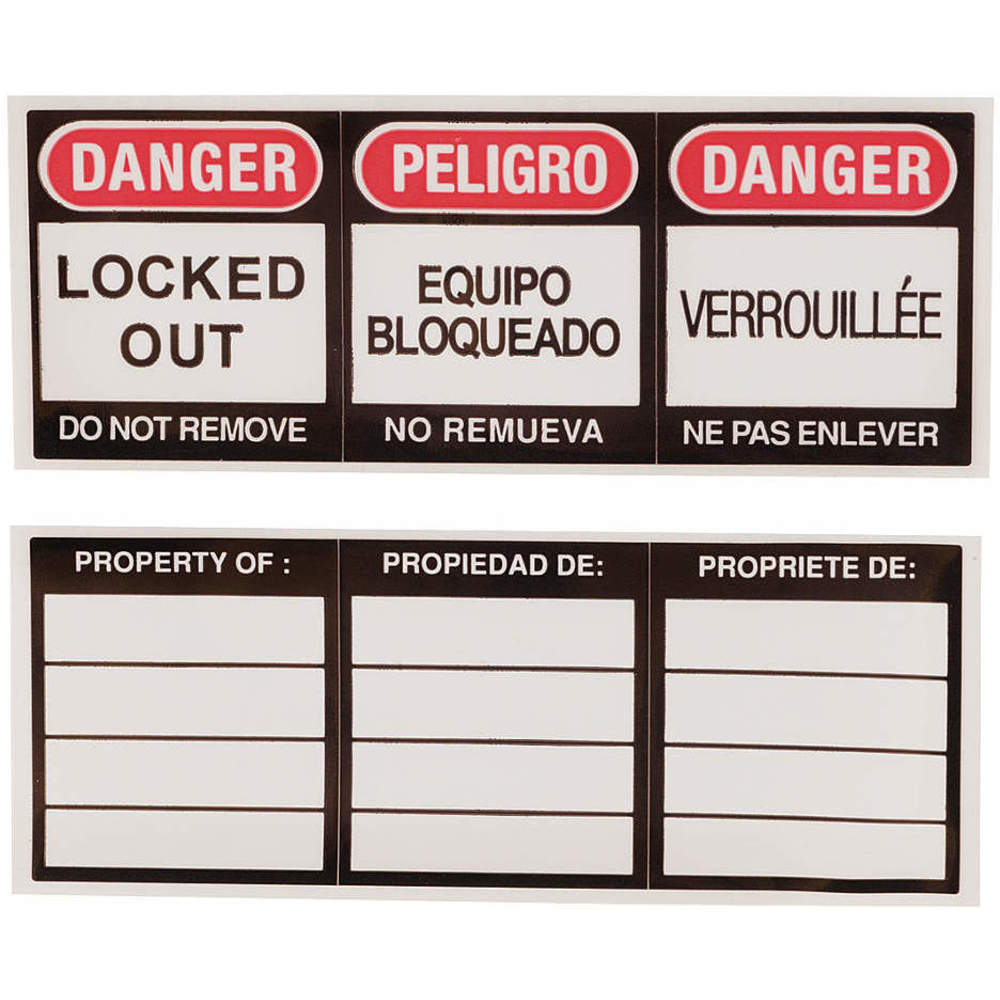 DANGER
LOCKED
OUT
DO NOT REMOVE
PELIGRO
EQUIPO
BLOQUEADO
NO REMUEVA
DANGER
VERROUILLÉE
NE PAS ENLEVER
PROPERTY OF :
PROPIEDAD DE:
PROPRIETE DE: